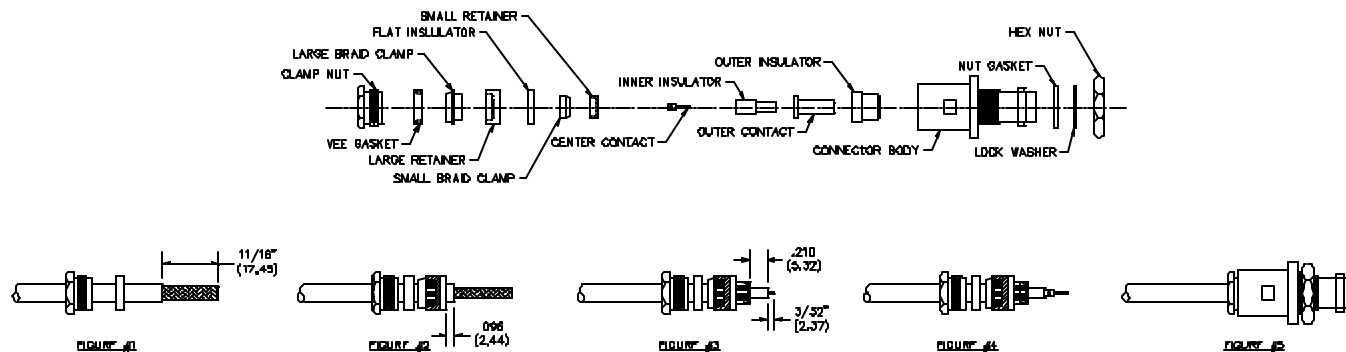 SMALL RETAINER
FLAT INSLULATOR
LARGE BRAID CLAMP
CLAMP NUT
VEE GASKET
LARGE RETAINER
SMALL BRAID CLAMP
CENTER CONTACT
INNER INSULATOR
OUTER INSULATOR
OUTER CONTACT
CONNECTOR BODY
HEX NUT
NUT GASKET
LOCK WASHER
11/16"
(17,45)
FIGURE #1
.096
(2,44)
FIGURE #2
.210
(5,32)
3/32"
(2,37)
FIGURE #3
FIGURE #4
FIGURE #5